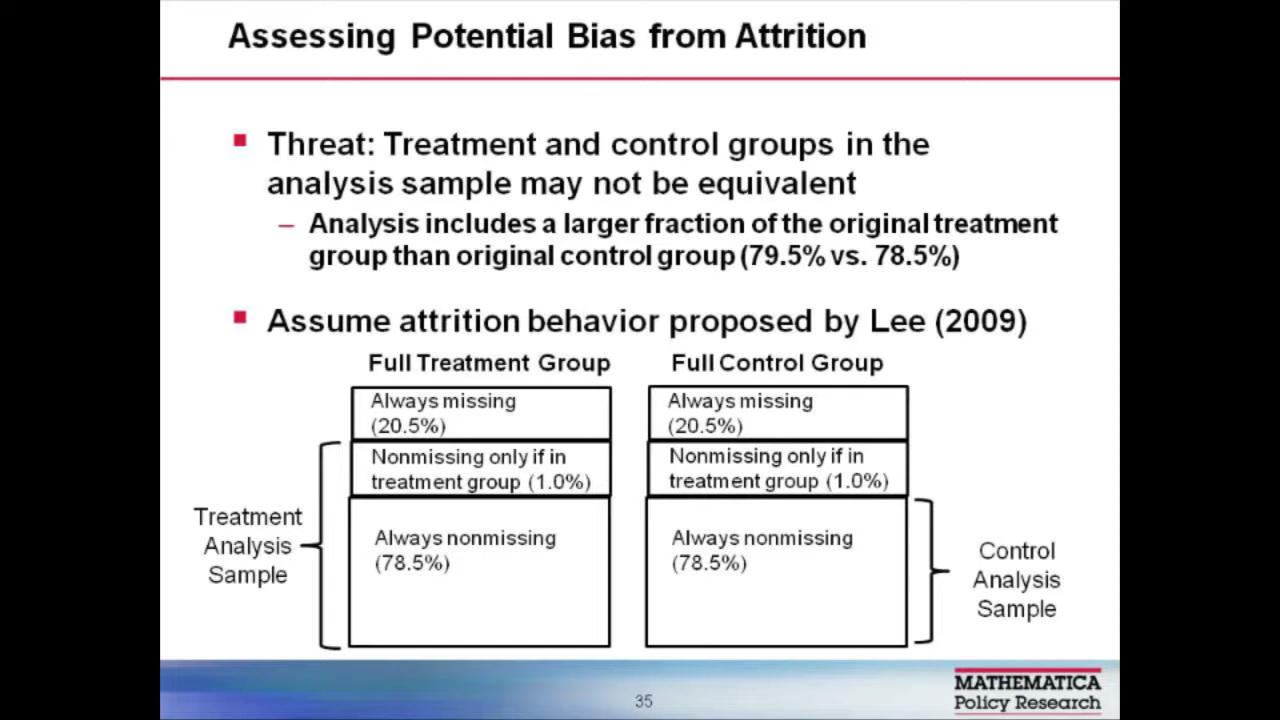 Assessing Potential Bias from Attrition
Threat: Treatment and control groups in the
analysis sample may not be equivalent
– Analysis includes a larger fraction of the original treatment
group than original control group (79.5% vs. 78.5%)
Assume attrition behavior proposed by Lee (2009)
Full Treatment Group
Always missing
(20.5%)
Nonmissing only if in
treatment group (1.0%)
Always nonmissing
(78.5%)
Treatment
Analysis
Sample
Full Control Group
Always missing
(20.5%)
Nonmissing only if in
treatment group (1.0%)
Always nonmissing
(78.5%)
Control
Analysis
Sample
35
MATHEMATICA
Policy Research